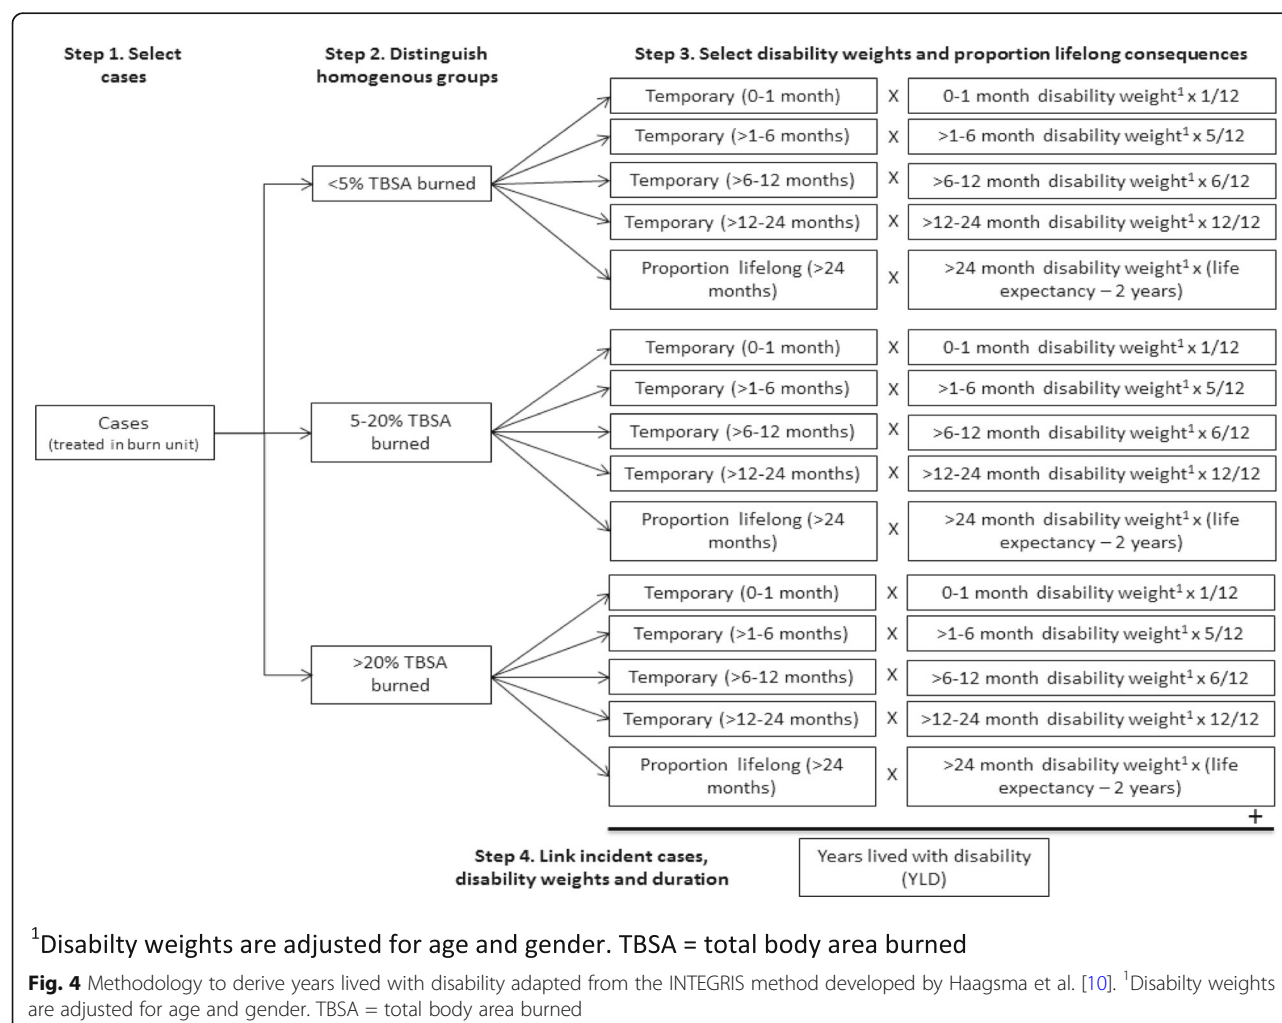 Step 1. Select
cases
Step 2. Distinguish
homogenous groups
Step 3. Select disability weights and proportion lifelong consequences
Cases
(treated in burn unit)
<5% TBSA burned
Temporary (0-1 month) X 0-1 month disability weight¹ x 1/12
Temporary (>1-6 months) X >1-6 month disability weight¹ x 5/12
Temporary (>6-12 months) X >6-12 month disability weight¹ x 6/12
Temporary (>12-24 months) X >12-24 month disability weight¹ x 12/12
Proportion lifelong (>24
months)
X
>24 month disability weight¹ x (life
expectancy – 2 years)
5-20% TBSA
burned
Temporary (0-1 month) X 0-1 month disability weight¹ x 1/12
Temporary (>1-6 months) X >1-6 month disability weight¹ x 5/12
Temporary (>6-12 months) X >6-12 month disability weight¹ x 6/12
Temporary (>12-24 months) X >12-24 month disability weight¹ x 12/12
Proportion lifelong (>24
months)
X
>24 month disability weight¹ x (life
expectancy – 2 years)
>20% TBSA
burned
Temporary (0-1 month) X 0-1 month disability weight¹ x 1/12
Temporary (>1-6 months) X >1-6 month disability weight¹ x 5/12
Temporary (>6-12 months) X >6-12 month disability weight¹ x 6/12
Temporary (>12-24 months) X >12-24 month disability weight¹ x 12/12
Proportion lifelong (>24
months)
X
>24 month disability weight¹ x (life
expectancy – 2 years)
+
Step 4. Link incident cases,
disability weights and duration
Years lived with disability
(YLD)
¹Disabilty weights are adjusted for age and gender. TBSA = total body area burned
Fig. 4 Methodology to derive years lived with disability adapted from the INTEGRIS method developed by Haagsma et al. [10]. ¹Disabilty weights
are adjusted for age and gender. TBSA = total body area burned